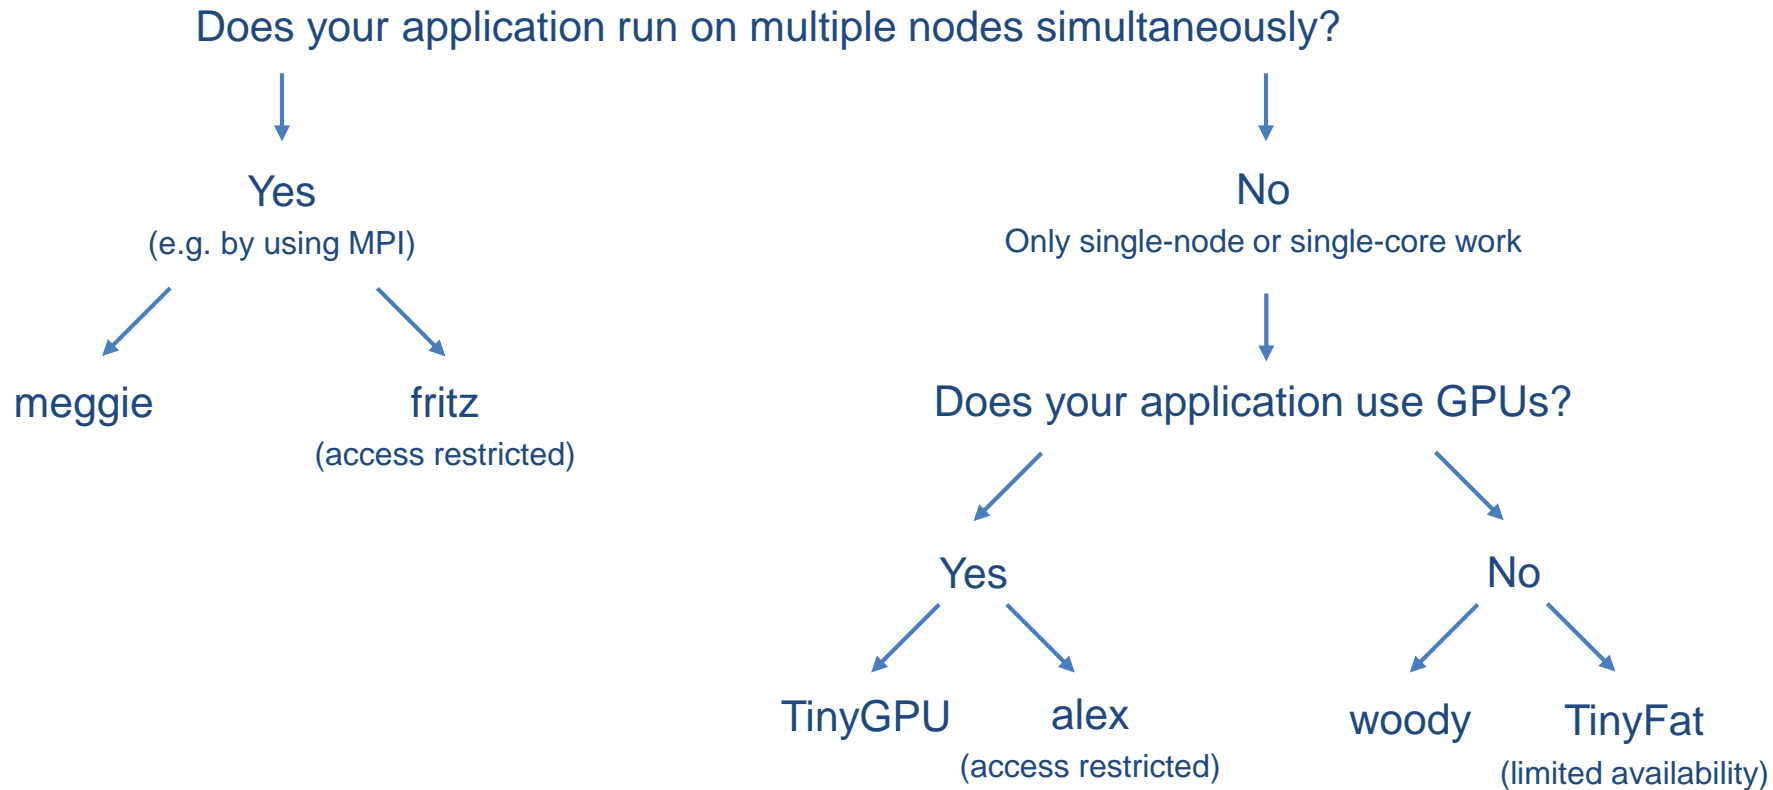 Does your application run on multiple nodes simultaneously?
Yes
(e.g. by using MPI)
No
Only single-node or single-core work
meggie
fritz
(access restricted)
Does your application use GPUs?
Yes
No
TinyGPU
alex
(access restricted)
woody
TinyFat
(limited availability)